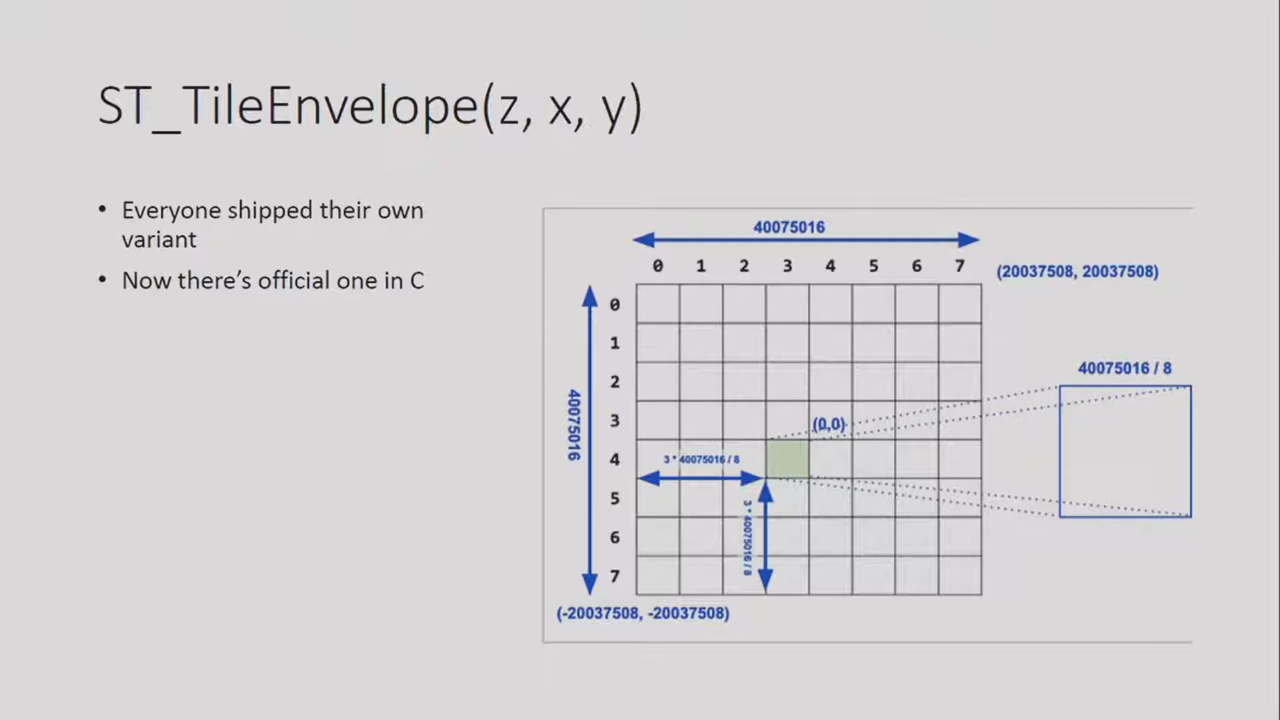 ST_TileEnvelope(z, x, y)
• Everyone shipped their own
variant
• Now there's official one in C
40075016
0 1 2 3 4 5 6 7
(20037508, 20037508)
0
1
2
40075016 / 8
3
(0,0)
40075016
4
3 * 40075016 / 8
5
3 * 40075016 / 8
6
7
(-20037508, -20037508)